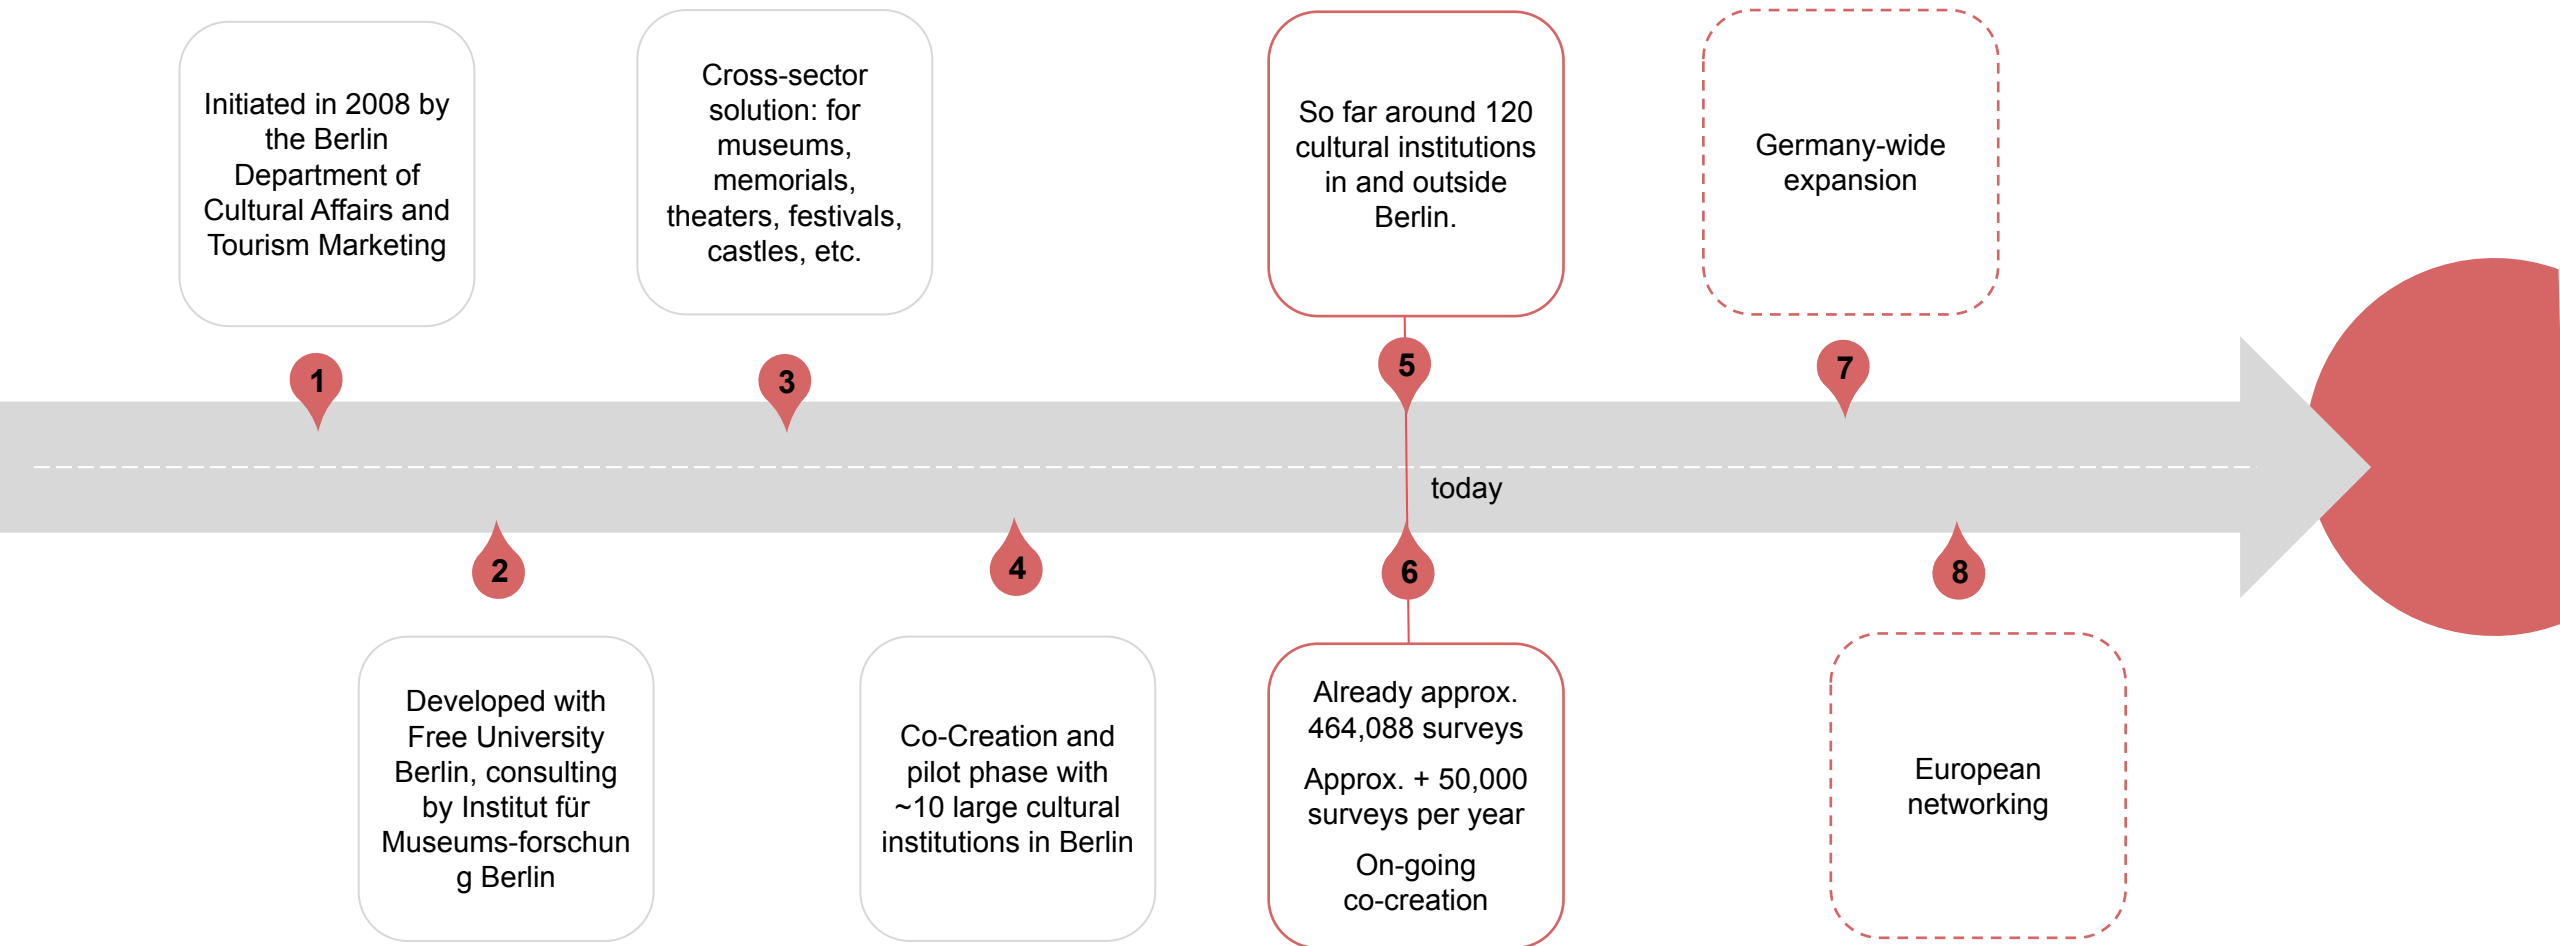 Initiated in 2008 by
the Berlin
Department of
Cultural Affairs and
Tourism Marketing
1
Developed with
Free University
Berlin, consulting
by Institut für
Museums-forschun
g Berlin
2
Cross-sector
solution: for
museums,
memorials,
theaters, festivals,
castles, etc.
3
Co-Creation and
pilot phase with
~10 large cultural
institutions in Berlin
4
So far around 120
cultural institutions
in and outside
Berlin.
5
today
6
Already approx.
464,088 surveys
Approx. + 50,000
surveys per year
On-going
co-creation
Germany-wide
expansion
7
8
European
networking